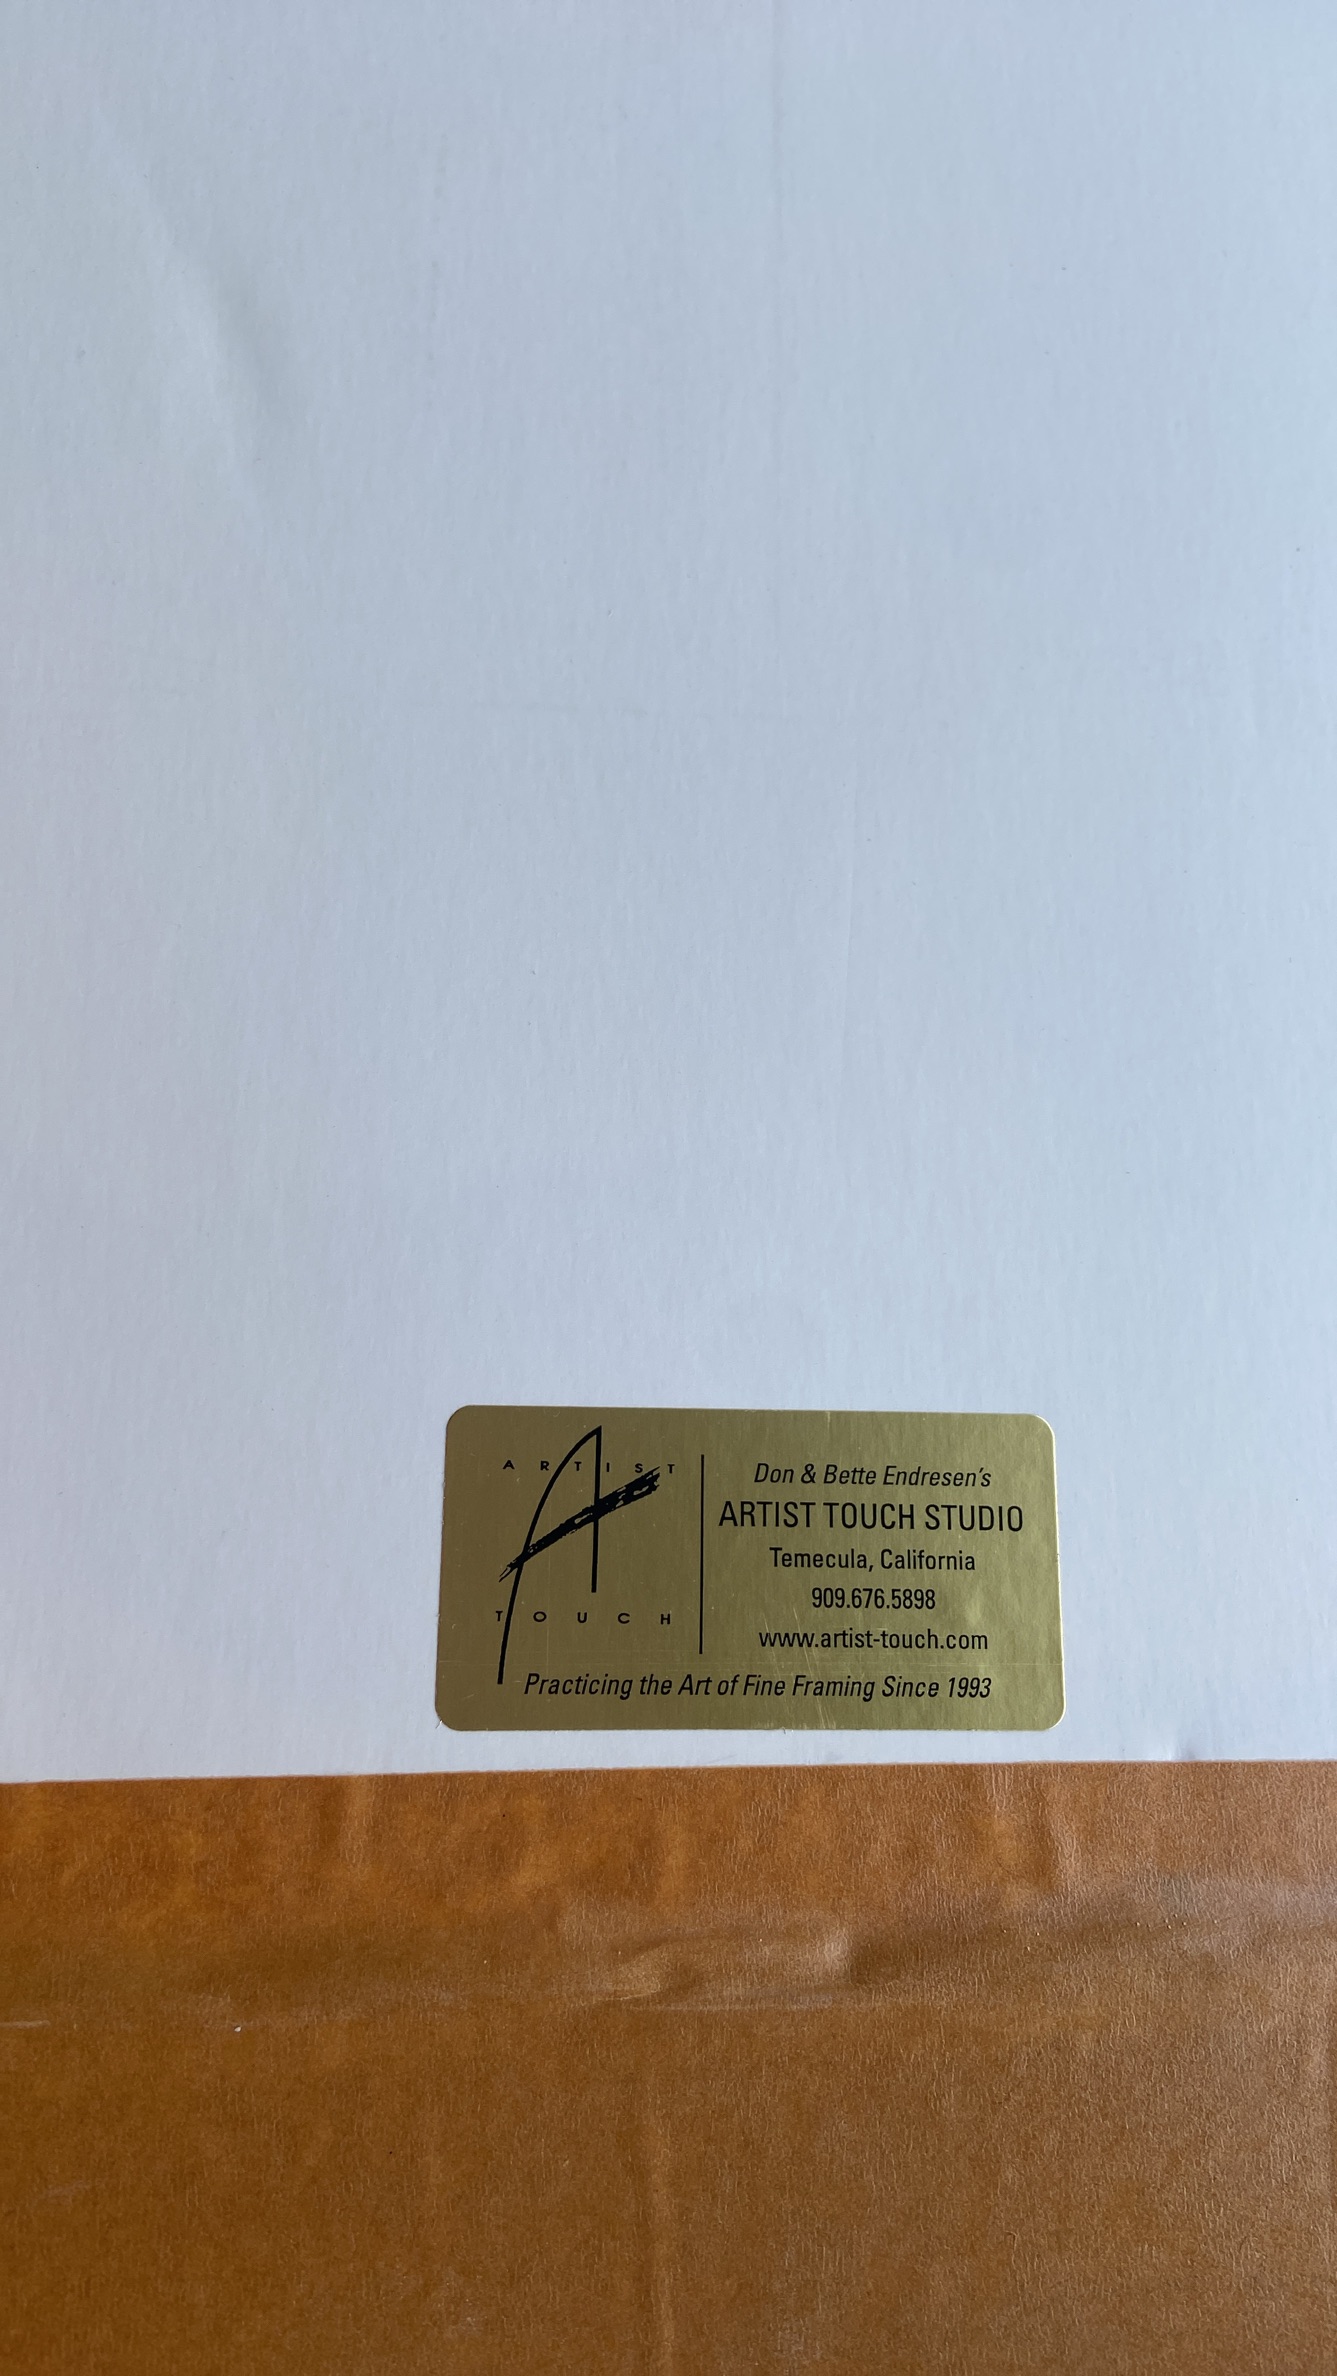 ARTIST
TOUCH
Don & Bette Endresen's
ARTIST TOUCH STUDIO
Temecula, California
909.676.5898
www.artist-touch.com
Practicing the Art of Fine Framing Since 1993